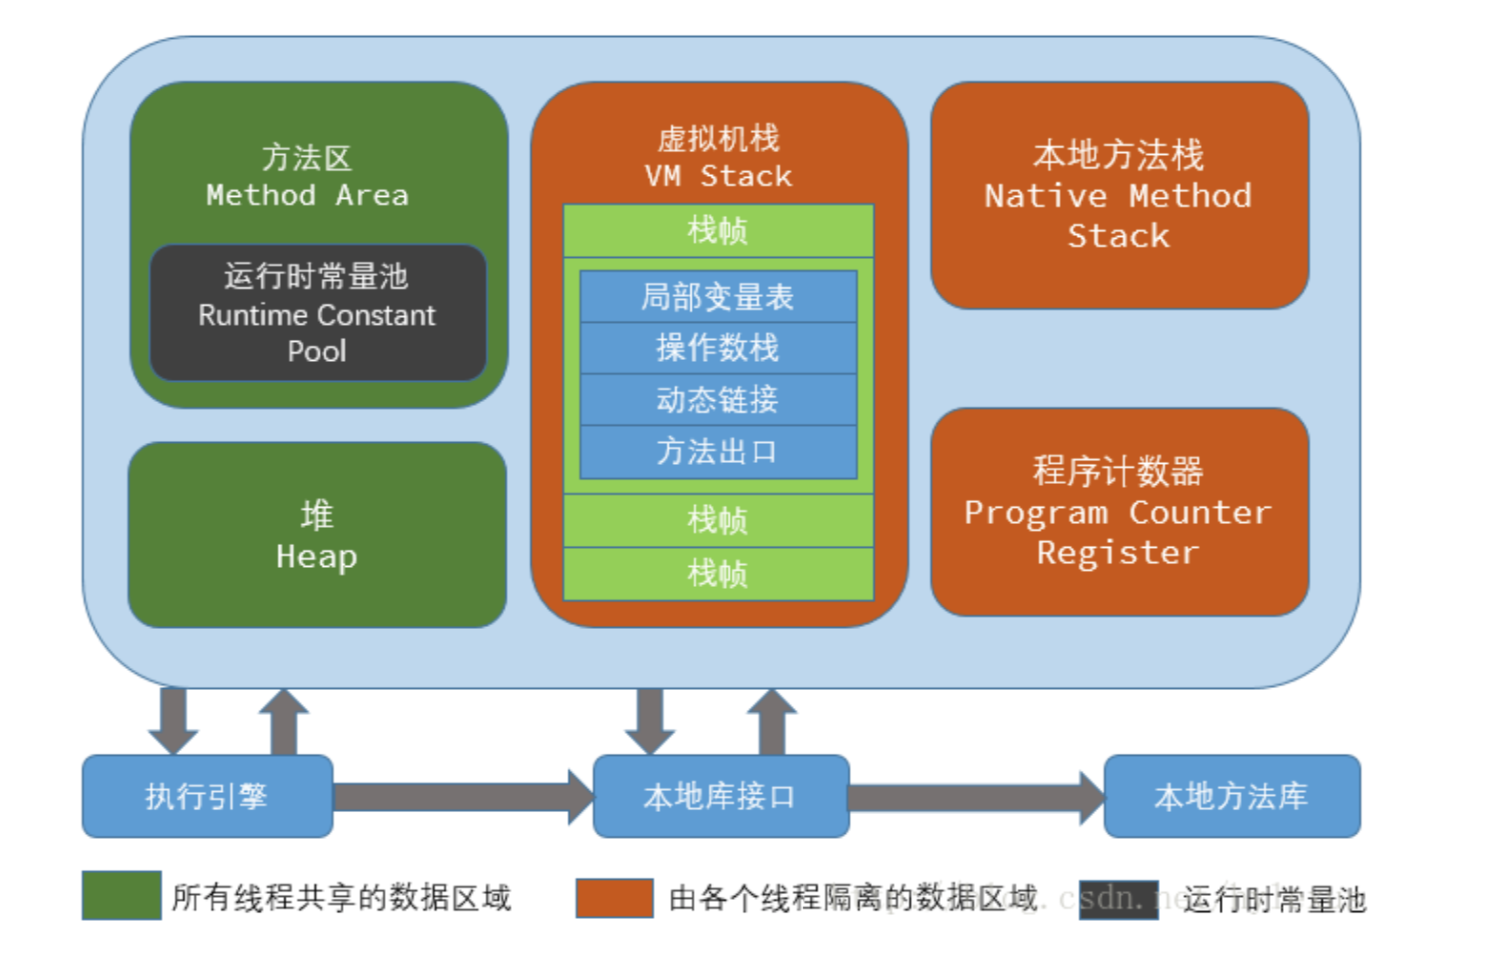 方法区
Method Area
运行时常量池
Runtime Constant
Pool
堆
Heap
虚拟机栈
VM Stack
栈帧
局部变量表
操作数栈
动态链接
方法出口
栈帧
栈帧
本地方法栈
Native Method
Stack
程序计数器
Program Counter
Register
执行引擎
本地库接口
本地方法库
所有线程共享的数据区域
由各个线程隔离的数据区域
运行时常量池